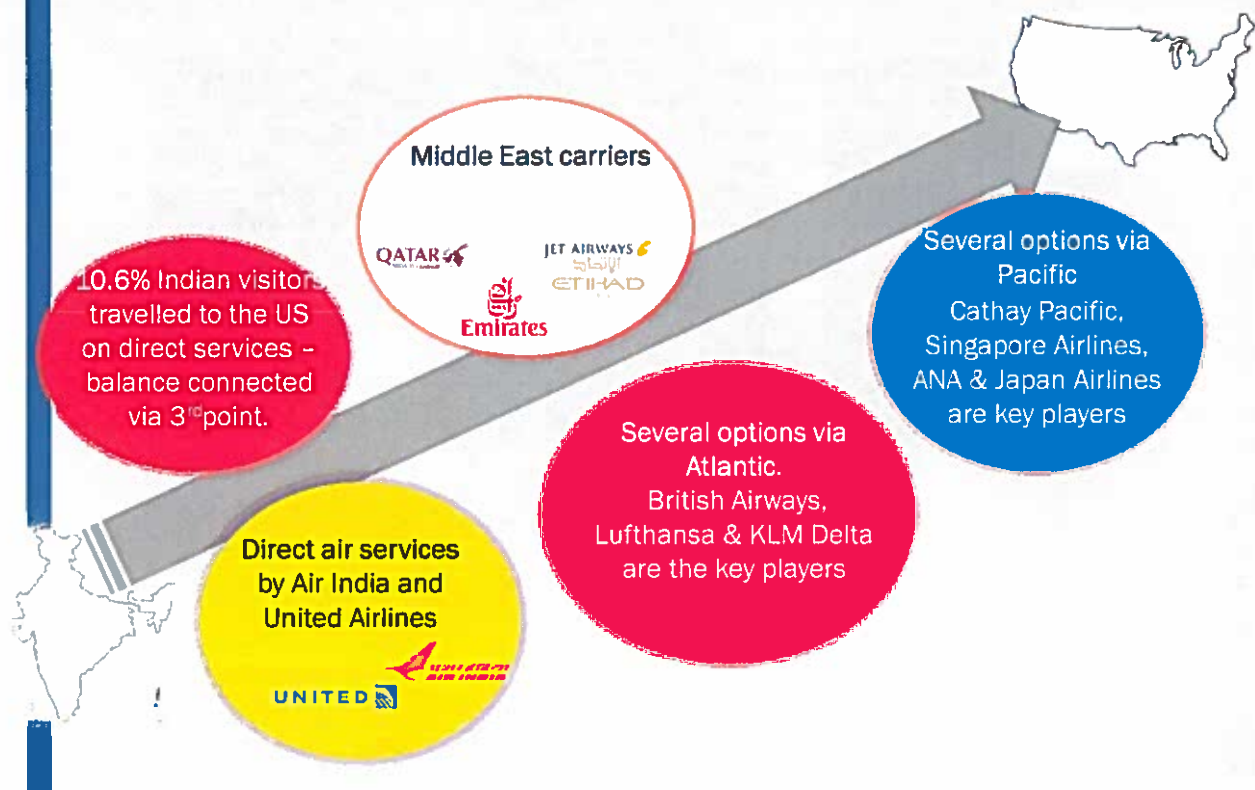 Middle East carriers
QATAR
JET AIRWAYS
الإتحاد
ETIHAD
Emirates
10.6% Indian visitors
travelled to the US
on direct services –
balance connected
via 3rd point.
Direct air services
by Air India and
United Airlines
AIR INDIA
UNITED
Several options via
Atlantic.
British Airways,
Lufthansa & KLM Delta
are the key players
Several options via
Pacific
Cathay Pacific,
Singapore Airlines,
ANA & Japan Airlines
are key players